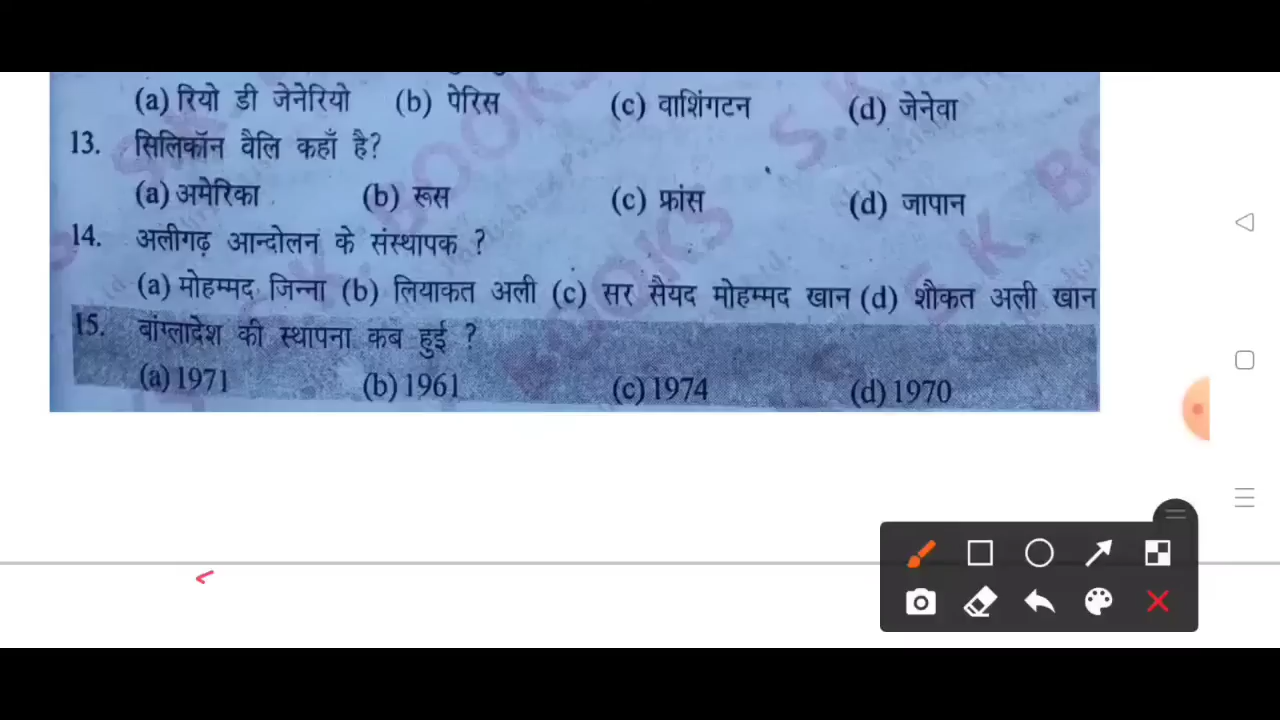 (a) रियो डी जेनेरियो (b) पेरिस (c) वाशिंगटन (d) जेनेवा
13. सिलिकॉन वैलि कहाँ है?
(a) अमेरिका (b) रूस (c) फ्रांस (d) जापान
14. अलीगढ़ आन्दोलन के संस्थापक ?
(a) मोहम्मद जिन्ना (b) लियाकत अली (c) सर सैयद मोहम्मद खान (d) शौकत अली खान
15. बांग्लादेश की स्थापना कब हुई ?
(a) 1971 (b) 1961 (c) 1974 (d) 1970